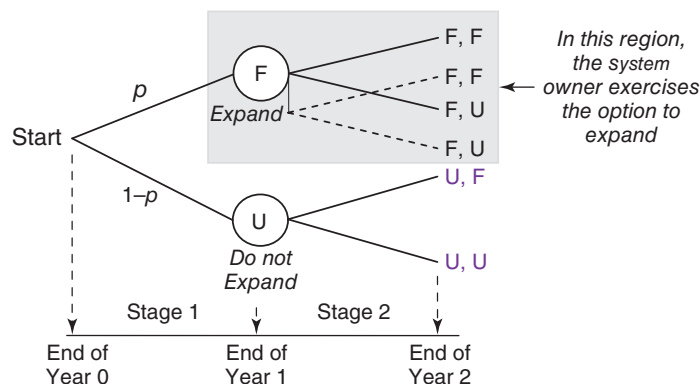 F, F
F
F, F
In this region,
the system
owner exercises
the option to
expand
p
Expand
F, U
Start
F, U
U, F
1–p
U
Do not
Expand
U, U
Stage 1
Stage 2
End of
Year 0
End of
Year 1
End of
Year 2